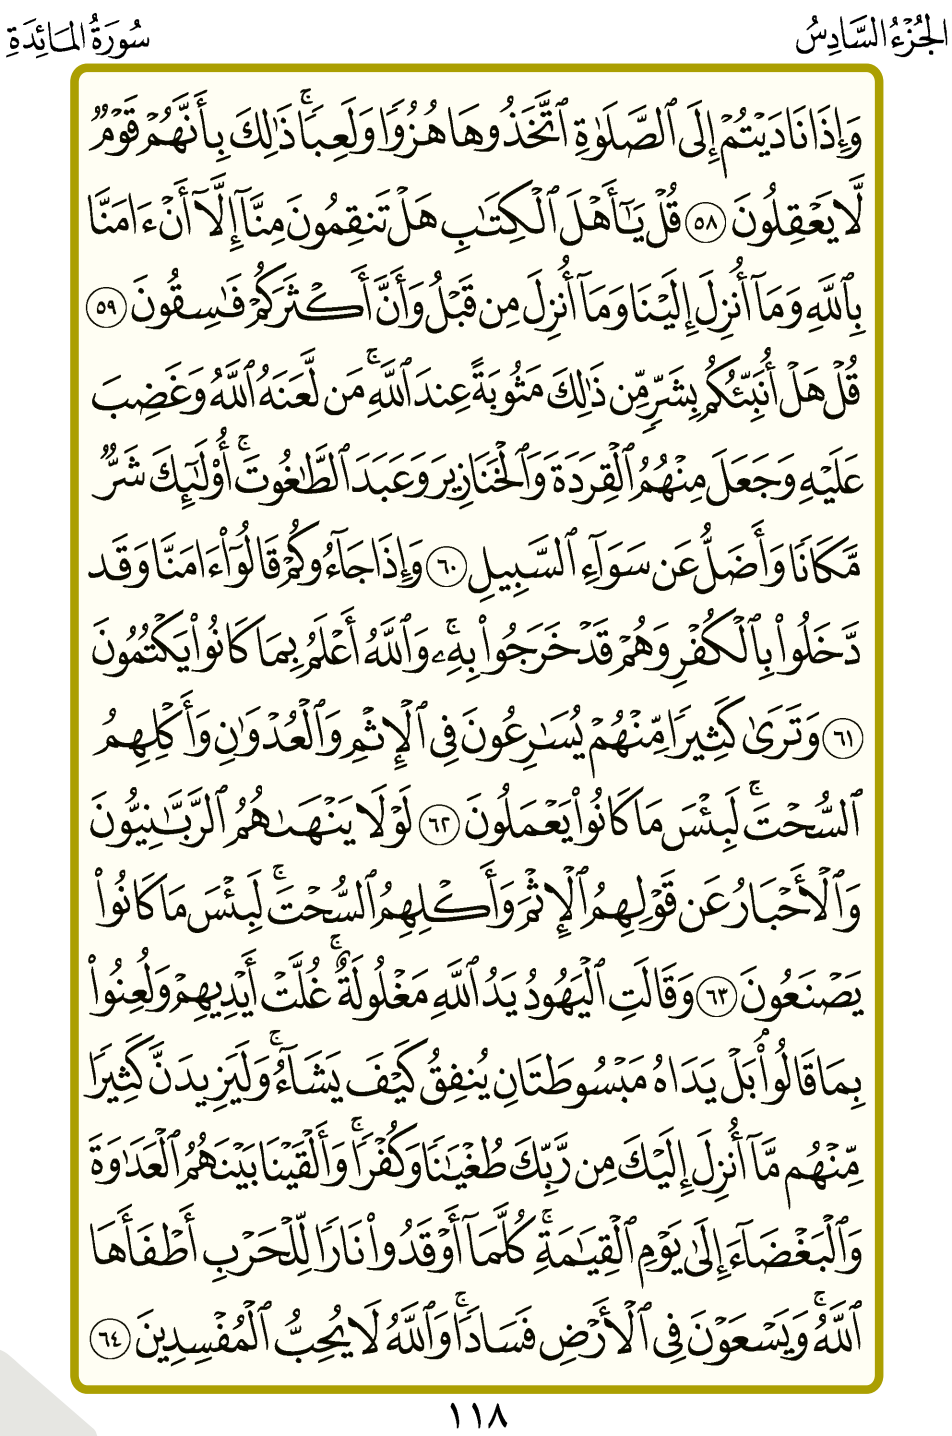 الجُزْءُ السَّادِسُ
سُورَةُ المَائِدَةِ
وَإِذَا نَادَيْتُمْ إِلَى ٱلصَّلَوٰةِ ٱتَّخَذُوهَا هُزُوًا وَلَعِبًاۚ ذَٰلِكَ بِأَنَّهُمْ قَوْمٌ
لَّا يَعْقِلُونَ ٥٨ قُلْ يَٰٓأَهْلَ ٱلْكِتَٰبِ هَلْ تَنقِمُونَ مِنَّآ إِلَّآ أَنْ ءَامَنَّا
بِٱللَّهِ وَمَآ أُنزِلَ إِلَيْنَا وَمَآ أُنزِلَ مِن قَبْلُ وَأَنَّ أَكْثَرَكُمْ فَٰسِقُونَ ٥٩
قُلْ هَلْ أُنَبِّئُكُم بِشَرٍّ مِّن ذَٰلِكَ مَثُوبَةً عِندَ ٱللَّهِۚ مَن لَّعَنَهُ ٱللَّهُ وَغَضِبَ
عَلَيْهِ وَجَعَلَ مِنْهُمُ ٱلْقِرَدَةَ وَٱلْخَنَازِيرَ وَعَبَدَ ٱلطَّٰغُوتَۚ أُوْلَٰٓئِكَ شَرٌّ
مَّكَانًا وَأَضَلُّ عَن سَوَآءِ ٱلسَّبِيلِ ٦٠ وَإِذَا جَآءُوكُمْ قَالُوٓاْ ءَامَنَّا وَقَد
دَّخَلُواْ بِٱلْكُفْرِ وَهُمْ قَدْ خَرَجُواْ بِهِۦۚ وَٱللَّهُ أَعْلَمُ بِمَا كَانُواْ يَكْتُمُونَ
٦١ وَتَرَىٰ كَثِيرًا مِّنْهُمْ يُسَٰرِعُونَ فِى ٱلْإِثْمِ وَٱلْعُدْوَٰنِ وَأَكْلِهِمُ
ٱلسُّحْتَۚ لَبِئْسَ مَا كَانُواْ يَعْمَلُونَ ٦٢ لَوْلَا يَنْهَىٰهُمُ ٱلرَّبَّٰنِيُّونَ
وَٱلْأَحْبَارُ عَن قَوْلِهِمُ ٱلْإِثْمَ وَأَكْلِهِمُ ٱلسُّحْتَۚ لَبِئْسَ مَا كَانُواْ
يَصْنَعُونَ ٦٣ وَقَالَتِ ٱلْيَهُودُ يَدُ ٱللَّهِ مَغْلُولَةٌۚ غُلَّتْ أَيْدِيهِمْ وَلُعِنُواْ
بِمَا قَالُواْۘ بَلْ يَدَاهُ مَبْسُوطَتَانِ يُنفِقُ كَيْفَ يَشَآءُۚ وَلَيَزِيدَنَّ كَثِيرًا
مِّنْهُم مَّآ أُنزِلَ إِلَيْكَ مِن رَّبِّكَ طُغْيَٰنًا وَكُفْرًاۚ وَأَلْقَيْنَا بَيْنَهُمُ ٱلْعَدَٰوَةَ
وَٱلْبَغْضَآءَ إِلَىٰ يَوْمِ ٱلْقِيَٰمَةِۚ كُلَّمَآ أَوْقَدُواْ نَارًا لِّلْحَرْبِ أَطْفَأَهَا
ٱللَّهُۚ وَيَسْعَوْنَ فِى ٱلْأَرْضِ فَسَادًاۚ وَٱللَّهُ لَا يُحِبُّ ٱلْمُفْسِدِينَ ٦٤
١١٨